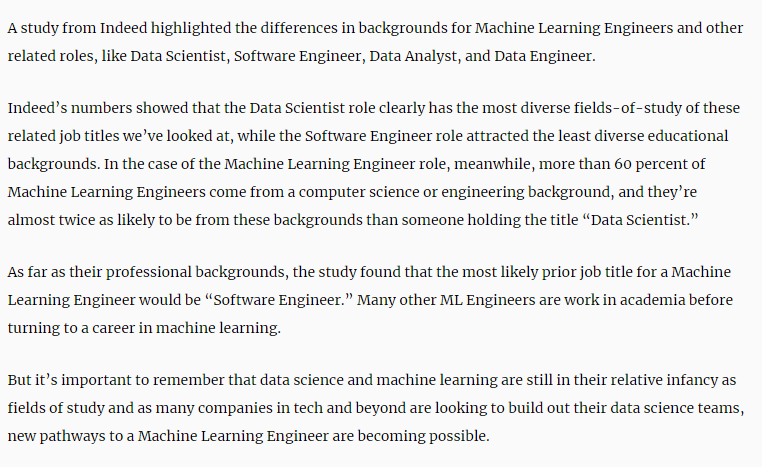 A study from Indeed highlighted the differences in backgrounds for Machine Learning Engineers and other
related roles, like Data Scientist, Software Engineer, Data Analyst, and Data Engineer.
Indeed’s numbers showed that the Data Scientist role clearly has the most diverse fields-of-study of these
related job titles we’ve looked at, while the Software Engineer role attracted the least diverse educational
backgrounds. In the case of the Machine Learning Engineer role, meanwhile, more than 60 percent of
Machine Learning Engineers come from a computer science or engineering background, and they’re
almost twice as likely to be from these backgrounds than someone holding the title “Data Scientist.”
As far as their professional backgrounds, the study found that the most likely prior job title for a Machine
Learning Engineer would be “Software Engineer.” Many other ML Engineers are work in academia before
turning to a career in machine learning.
But it’s important to remember that data science and machine learning are still in their relative infancy as
fields of study and as many companies in tech and beyond are looking to build out their data science teams,
new pathways to a Machine Learning Engineer are becoming possible.